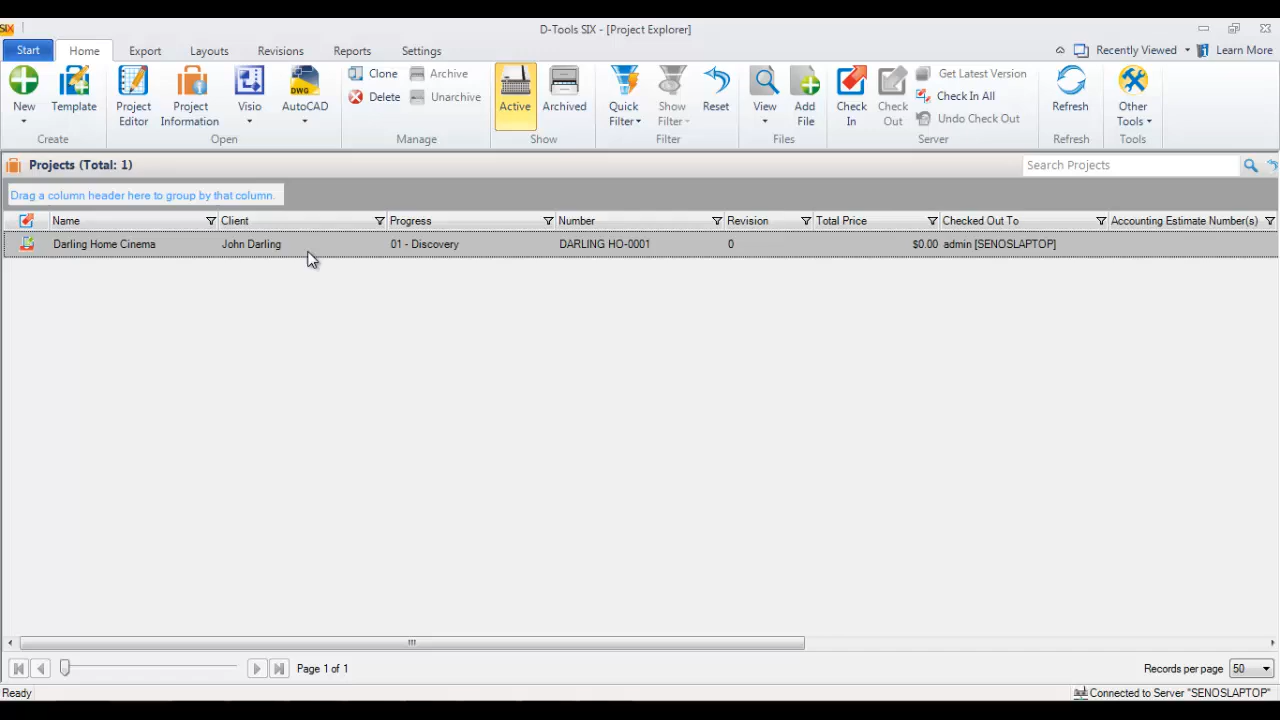 SIX
D-Tools SIX - [Project Explorer]
Start Home Export Layouts Revisions Reports Settings Recently Viewed Learn More
New Template Project Editor Project Information Visio AutoCAD DWG Clone Delete Archive Unarchive Active Archived Quick Filter Show Filter Reset View Add File Check In Check Out Get Latest Version Check In All Undo Check Out Refresh Other Tools
Create Open Manage Show Filter Files Server Refresh Tools
Projects (Total: 1) Search Projects
Drag a column header here to group by that column.
Name Client Progress Number Revision Total Price Checked Out To Accounting Estimate Number(s)
Darling Home Cinema John Darling 01 - Discovery DARLING HO-0001 0 $0.00 admin [SENOSLAPTOP]
Page 1 of 1 Records per page 50
Ready Connected to Server "SENOSLAPTOP"